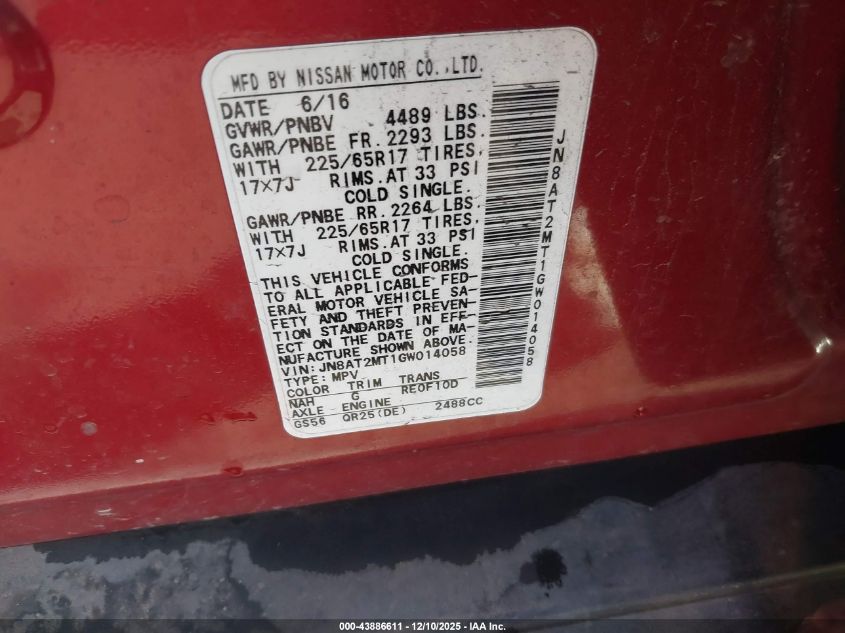 MFD BY NISSAN MOTOR CO.,LTD.
DATE 6/16
GVWR/PNBV 4489 LBS.
GAWR/PNBE FR. 2293 LBS.
WITH 225/65R17 TIRES.
17X7J RIMS.AT 33 PSI
COLD SINGLE.
GAWR/PNBE RR. 2264 LBS.
WITH 225/65R17 TIRES.
17X7J RIMS.AT 33 PSI
COLD SINGLE.
THIS VEHICLE CONFORMS
TO ALL APPLICABLE FED-
ERAL MOTOR VEHICLE SA-
FETY AND THEFT PREVEN-
TION STANDARDS IN EFF-
ECT ON THE DATE OF MA-
NUFACTURE SHOWN ABOVE.
VIN: JN8AT2MT1GW014058
TYPE: MPV
COLOR TRIM TRANS
NAH G RE0F10D
AXLE ENGINE
GS56 QR25(DE) 2488CC
JN8AT2MT1GW014058
000-43886611 - 12/10/2025 - IAA Inc.